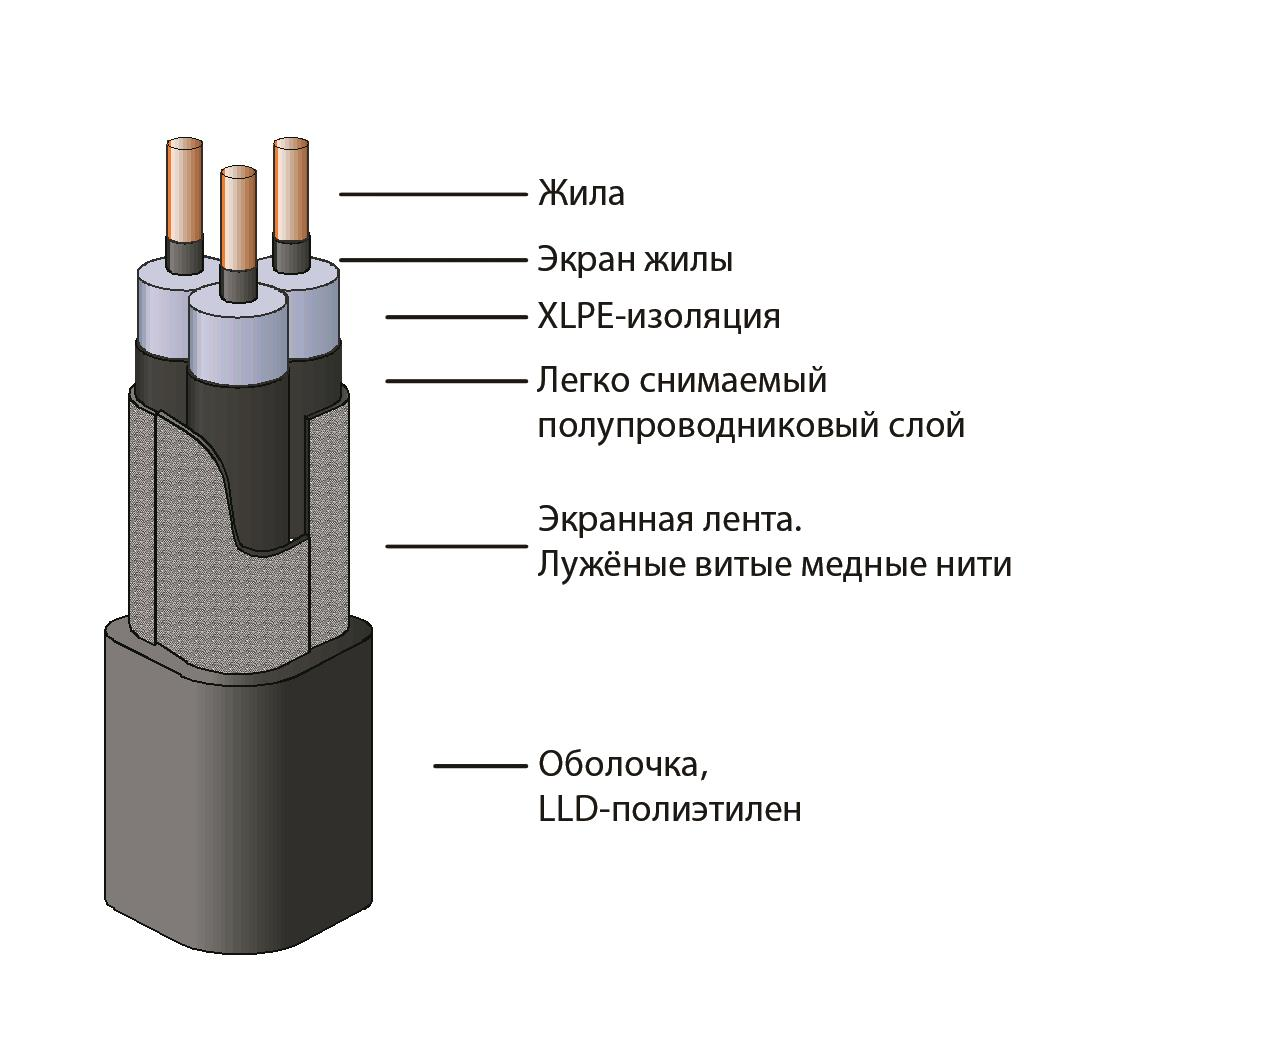 Жила
Экран жилы
XLPE-изоляция
Легко снимаемый
полупроводниковый слой
Экранная лента.
Лужёные витые медные нити
Оболочка,
LLD-полиэтилен